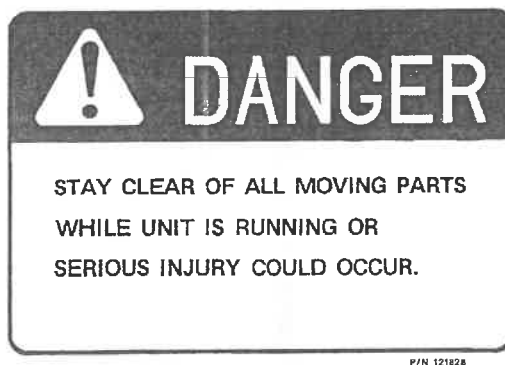 DANGER
STAY CLEAR OF ALL MOVING PARTS
WHILE UNIT IS RUNNING OR
SERIOUS INJURY COULD OCCUR.
P/N 121828